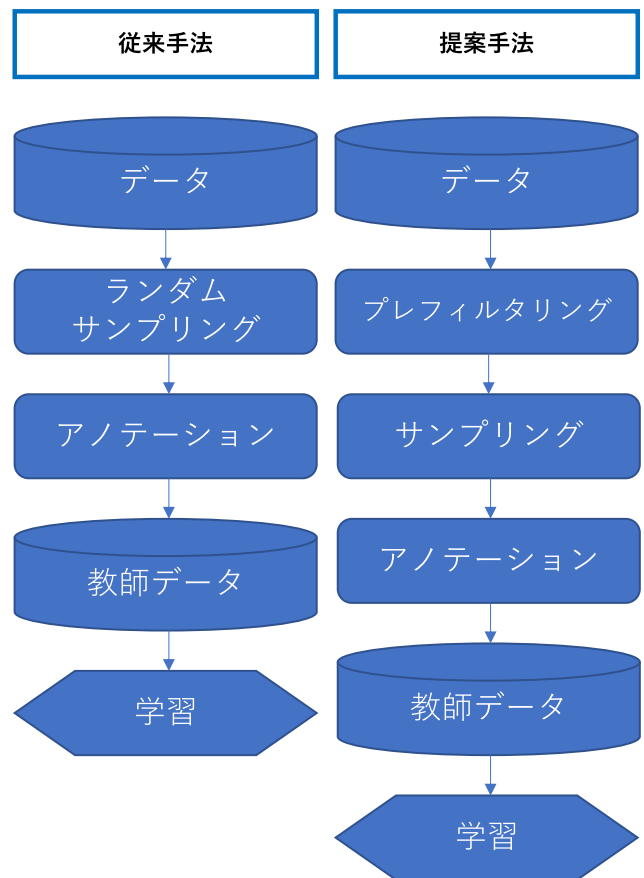 従来手法
データ
ランダム
サンプリング
アノテーション
教師データ
学習
提案手法
データ
プレフィルタリング
サンプリング
アノテーション
教師データ
学習